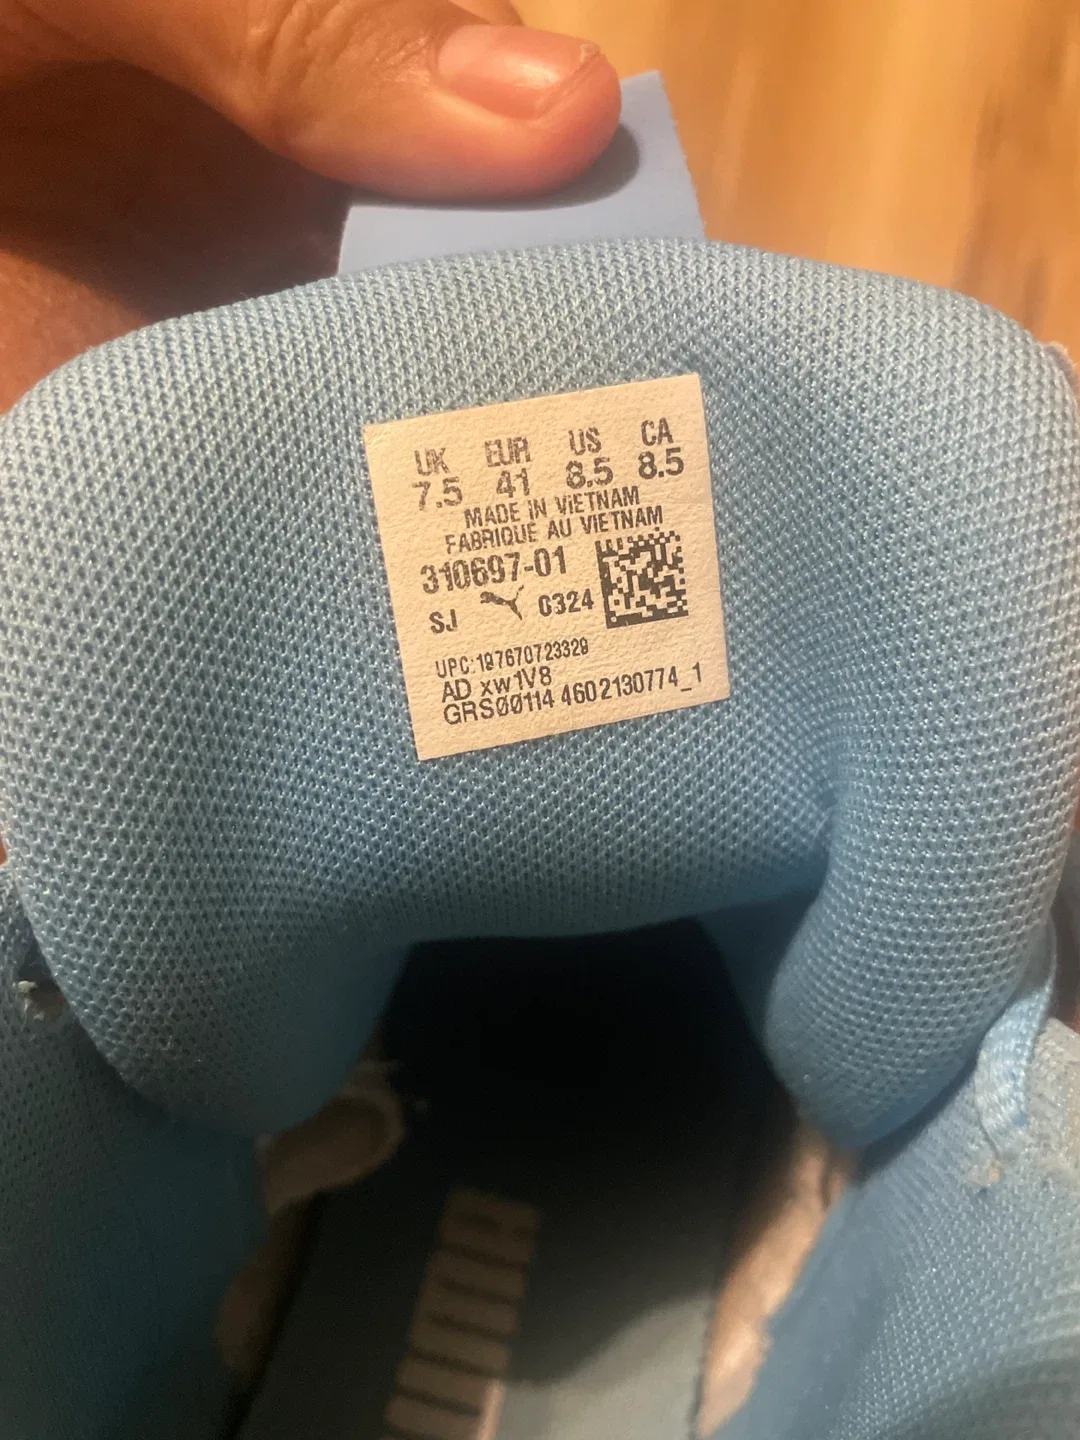 UK EUR US CA
7.5 41 8.5 8.5
MADE IN VIETNAM
FABRIQUE AU VIETNAM
310697-01
SJ 0324
UPC:197670723329
AD xw1V8
GRS00114 4602130774_1